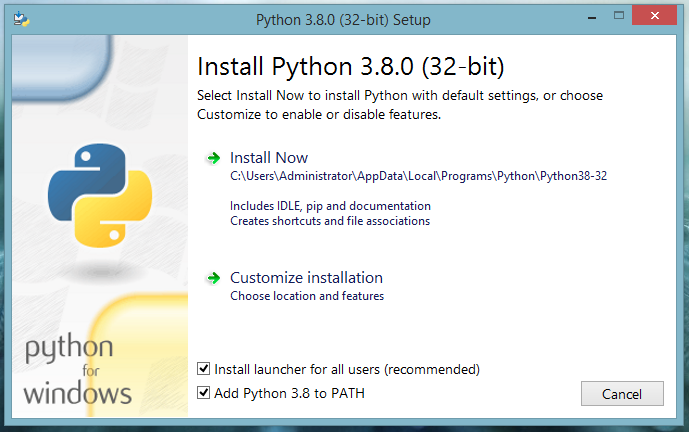 Python 3.8.0 (32-bit) Setup
Install Python 3.8.0 (32-bit)
Select Install Now to install Python with default settings, or choose
Customize to enable or disable features.
Install Now
C:\Users\Administrator\AppData\Local\Programs\Python\Python38-32
Includes IDLE, pip and documentation
Creates shortcuts and file associations
Customize installation
Choose location and features
python
for
windows
Install launcher for all users (recommended)
Add Python 3.8 to PATH
Cancel